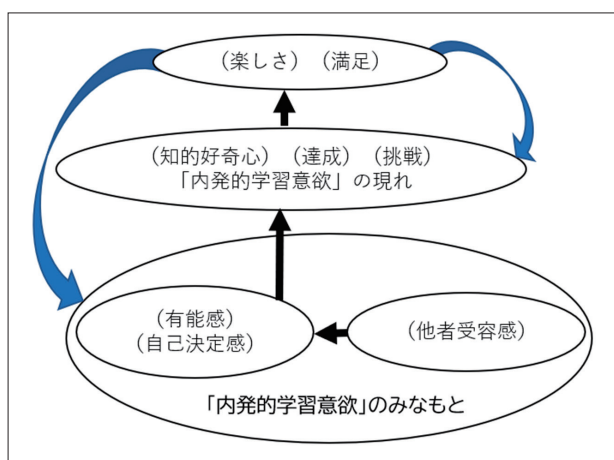 （楽しさ）（満足）
（知的好奇心）（達成）（挑戦）
「内発的学習意欲」の現れ
（有能感）
（自己決定感）
（他者受容感）
「内発的学習意欲」のみなもと